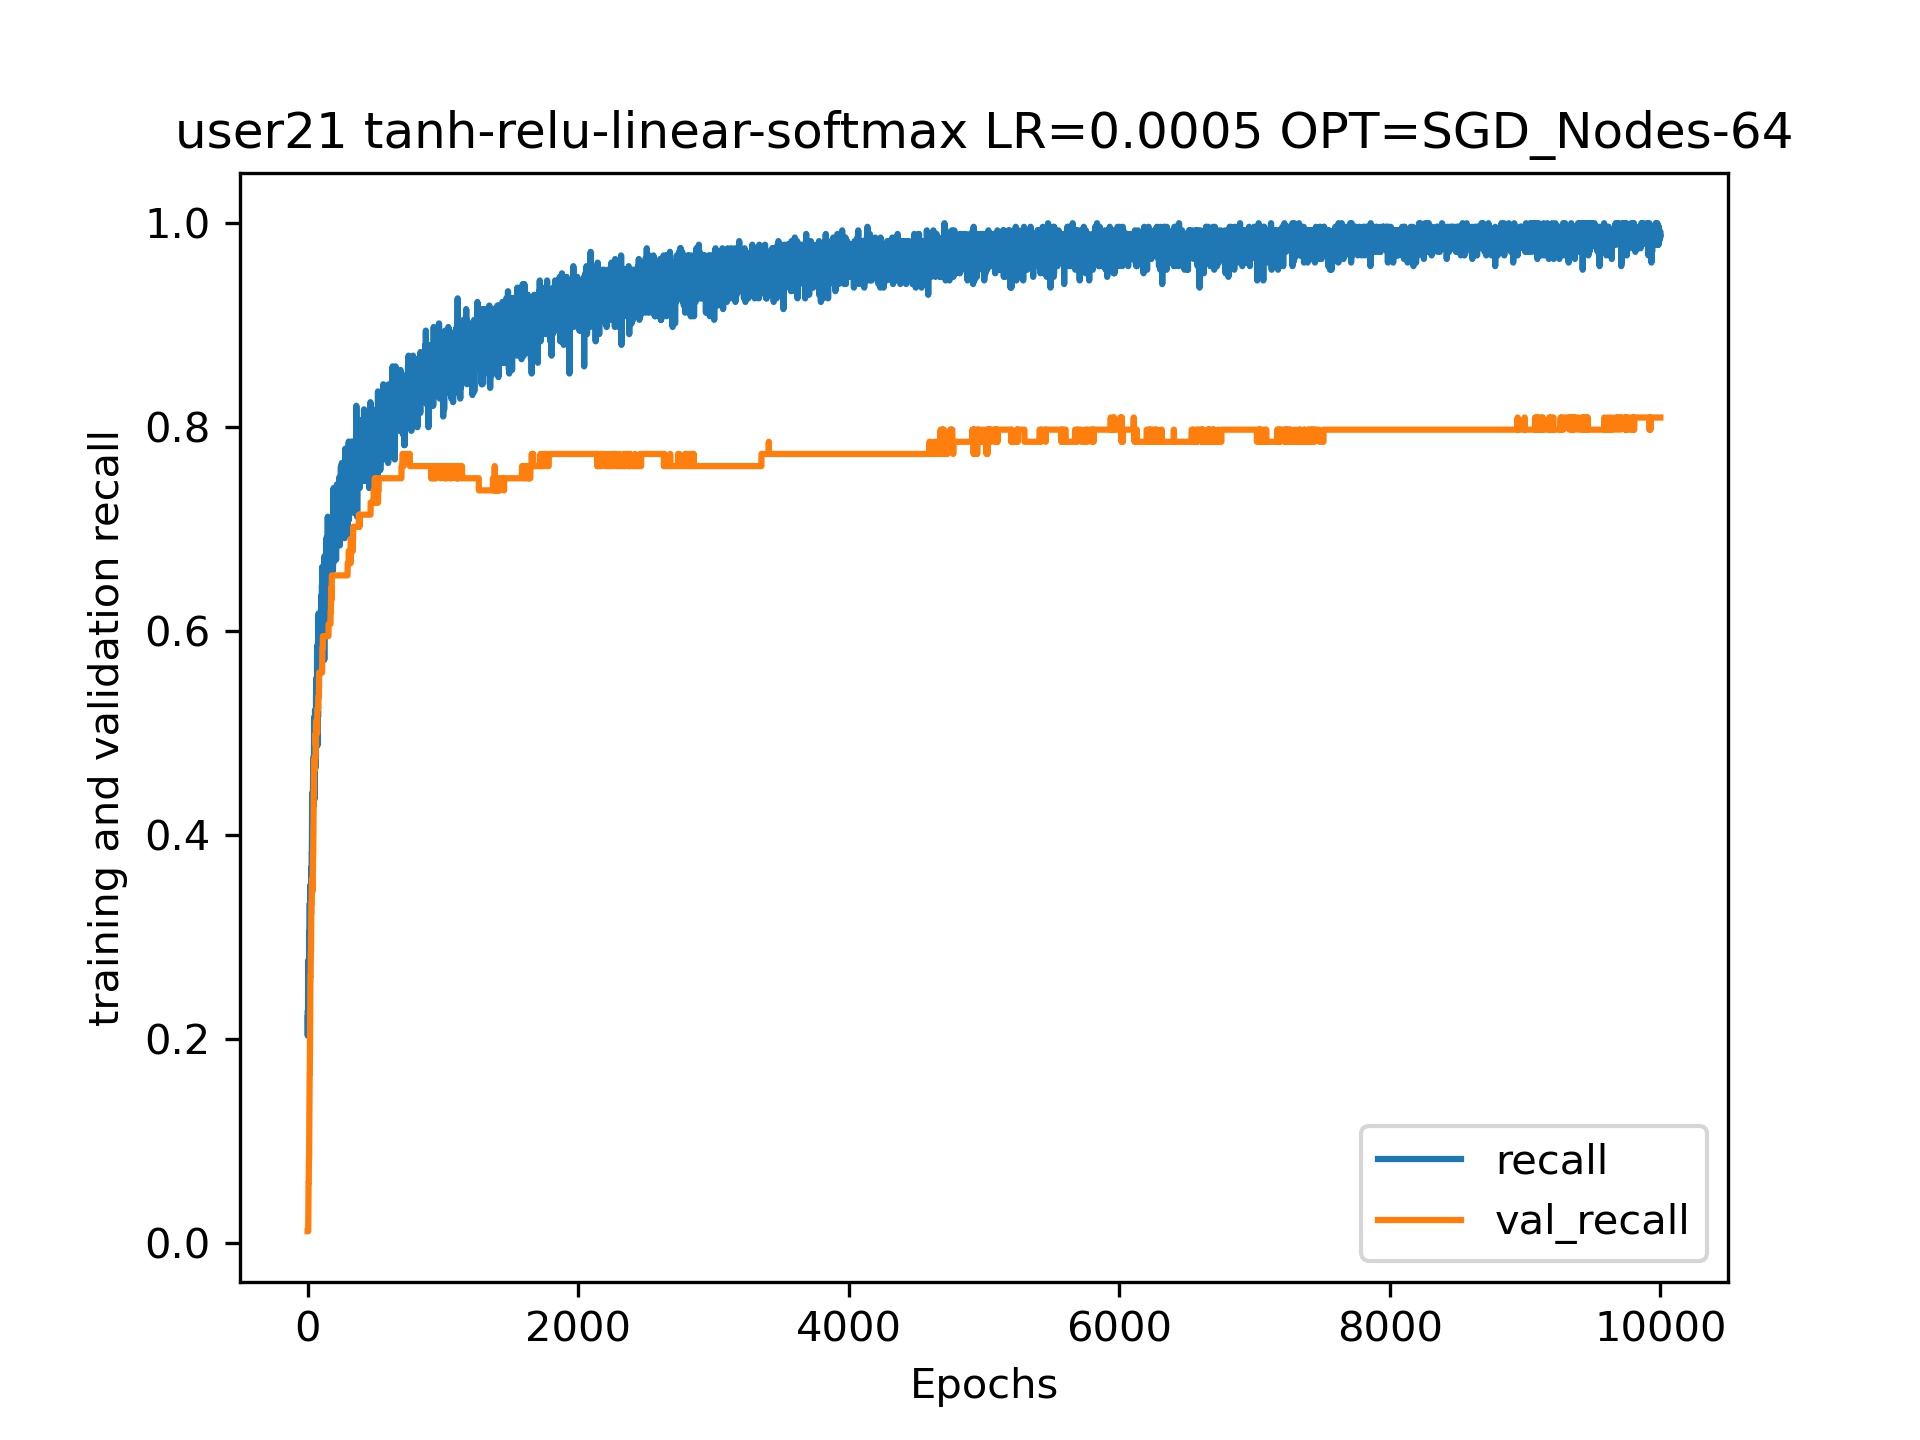 user21 tanh-relu-linear-softmax LR=0.0005 OPT=SGD_Nodes-64
training and validation recall
1.0
0.8
0.6
0.4
0.2
0.0
recall
val_recall
0 2000 4000 6000 8000 10000
Epochs